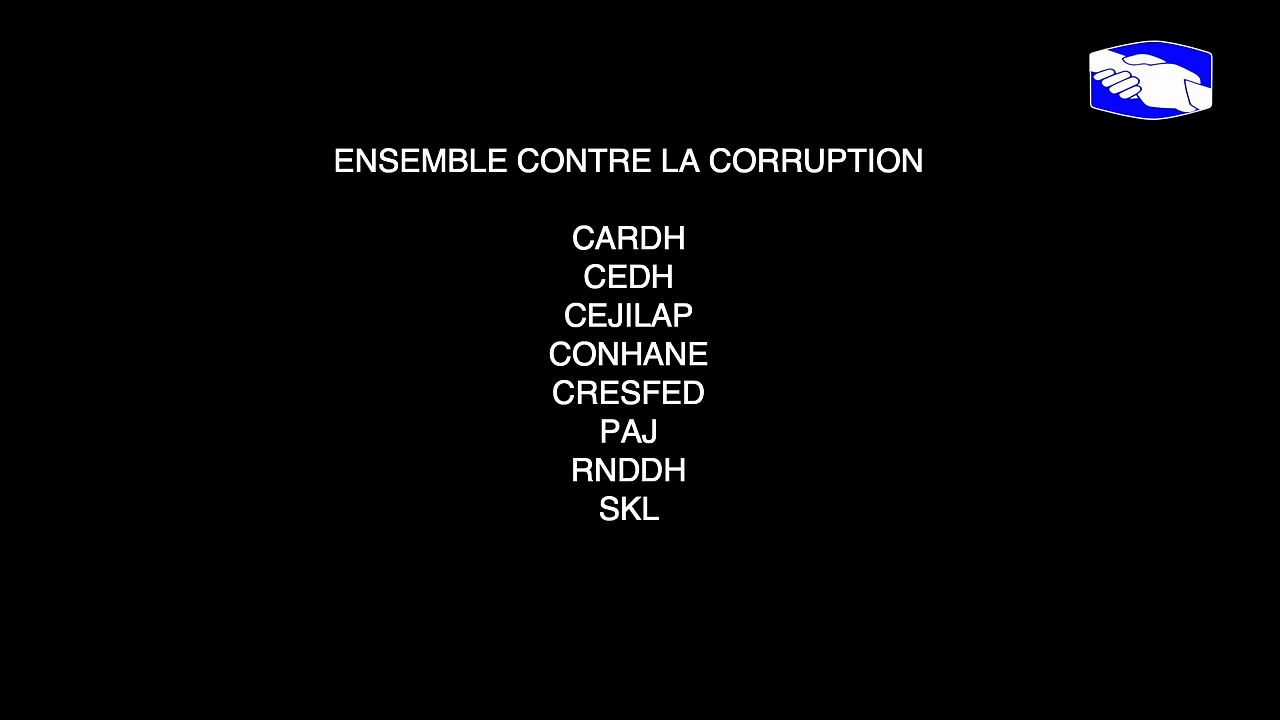 ENSEMBLE CONTRE LA CORRUPTION
CARDH
CEDH
CEJILAP
CONHANE
CRESFED
PAJ
RNDDH
SKL